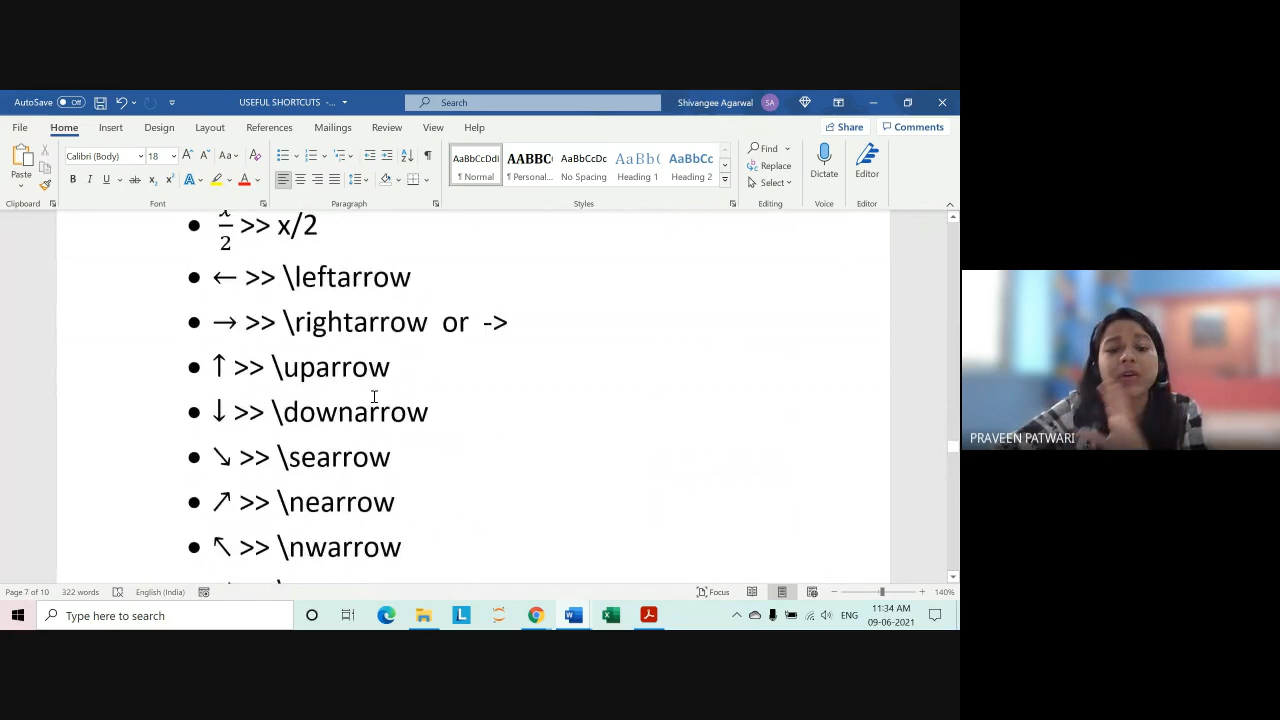 AutoSave Off
USEFUL SHORTCUTS -...
Search
Shivangee Agarwal SA
File Home Insert Design Layout References Mailings Review View Help
Share Comments
Paste
Calibri (Body) 18
AaBbCcDdI AABBC AaBbCcDc AaBb( AaBbCc
¶ Normal ¶ Personal... No Spacing Heading 1 Heading 2
Find
Replace
Select
Dictate
Editor
Clipboard Font Paragraph Styles Editing Voice Editor
x/2 >> x/2
• ← >> \leftarrow
• → >> \rightarrow or ->
• ↑ >> \uparrow
• ↓ >> \downarrow
• ↘ >> \searrow
• ↗ >> \nearrow
• ↖ >> \nwarrow
PRAVEEN PATWARI
Page 7 of 10 322 words English (India) Focus 140%
Type here to search
ENG
11:34 AM
09-06-2021